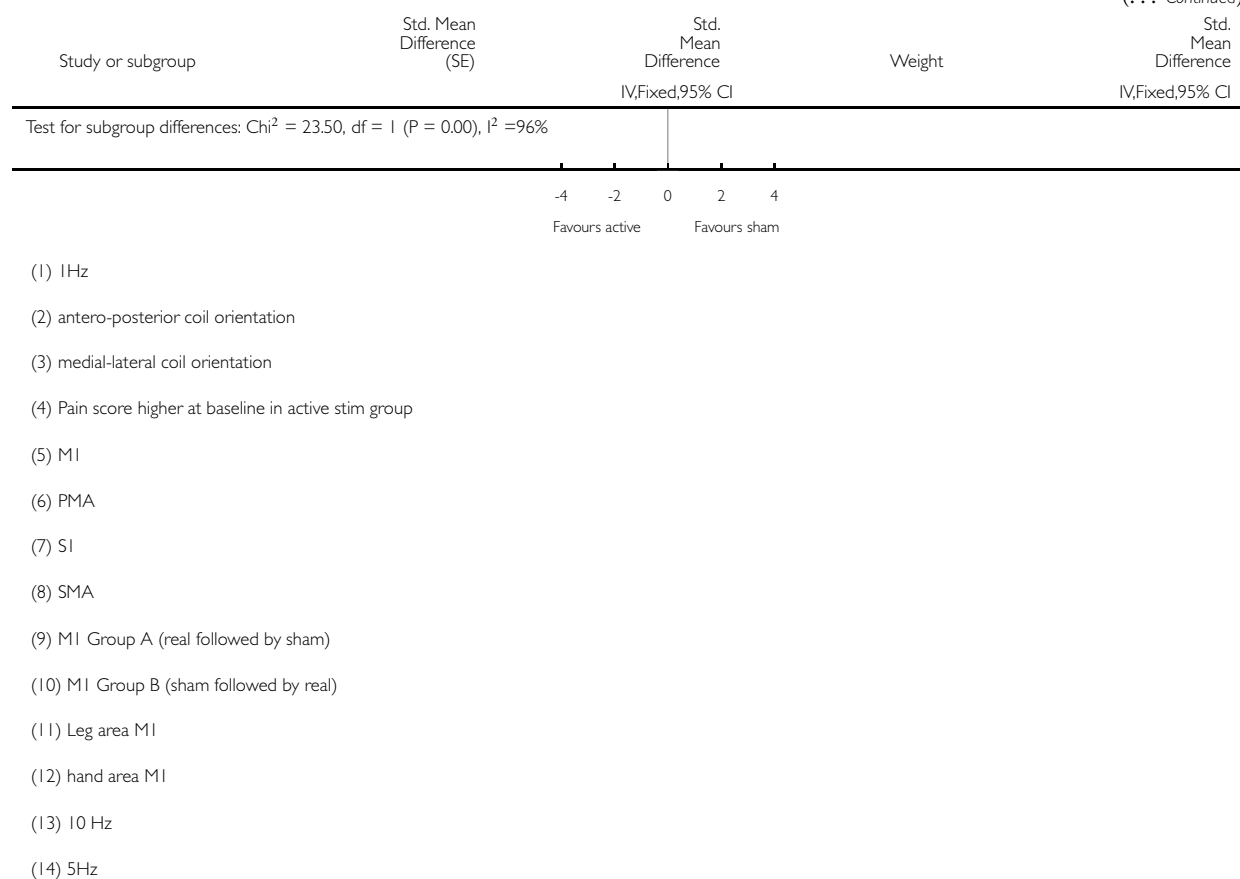 (... Continued)
Study or subgroup
Std. Mean
Difference
(SE)
Std.
Mean
Difference
Weight
Std.
Mean
Difference
IV,Fixed,95% CI
IV,Fixed,95% CI
Test for subgroup differences: Chi² = 23.50, df = 1 (P = 0.00), I² =96%
-4 -2 0 2 4
Favours active Favours sham
(1) 1Hz
(2) antero-posterior coil orientation
(3) medial-lateral coil orientation
(4) Pain score higher at baseline in active stim group
(5) M1
(6) PMA
(7) S1
(8) SMA
(9) M1 Group A (real followed by sham)
(10) M1 Group B (sham followed by real)
(11) Leg area M1
(12) hand area M1
(13) 10 Hz
(14) 5Hz